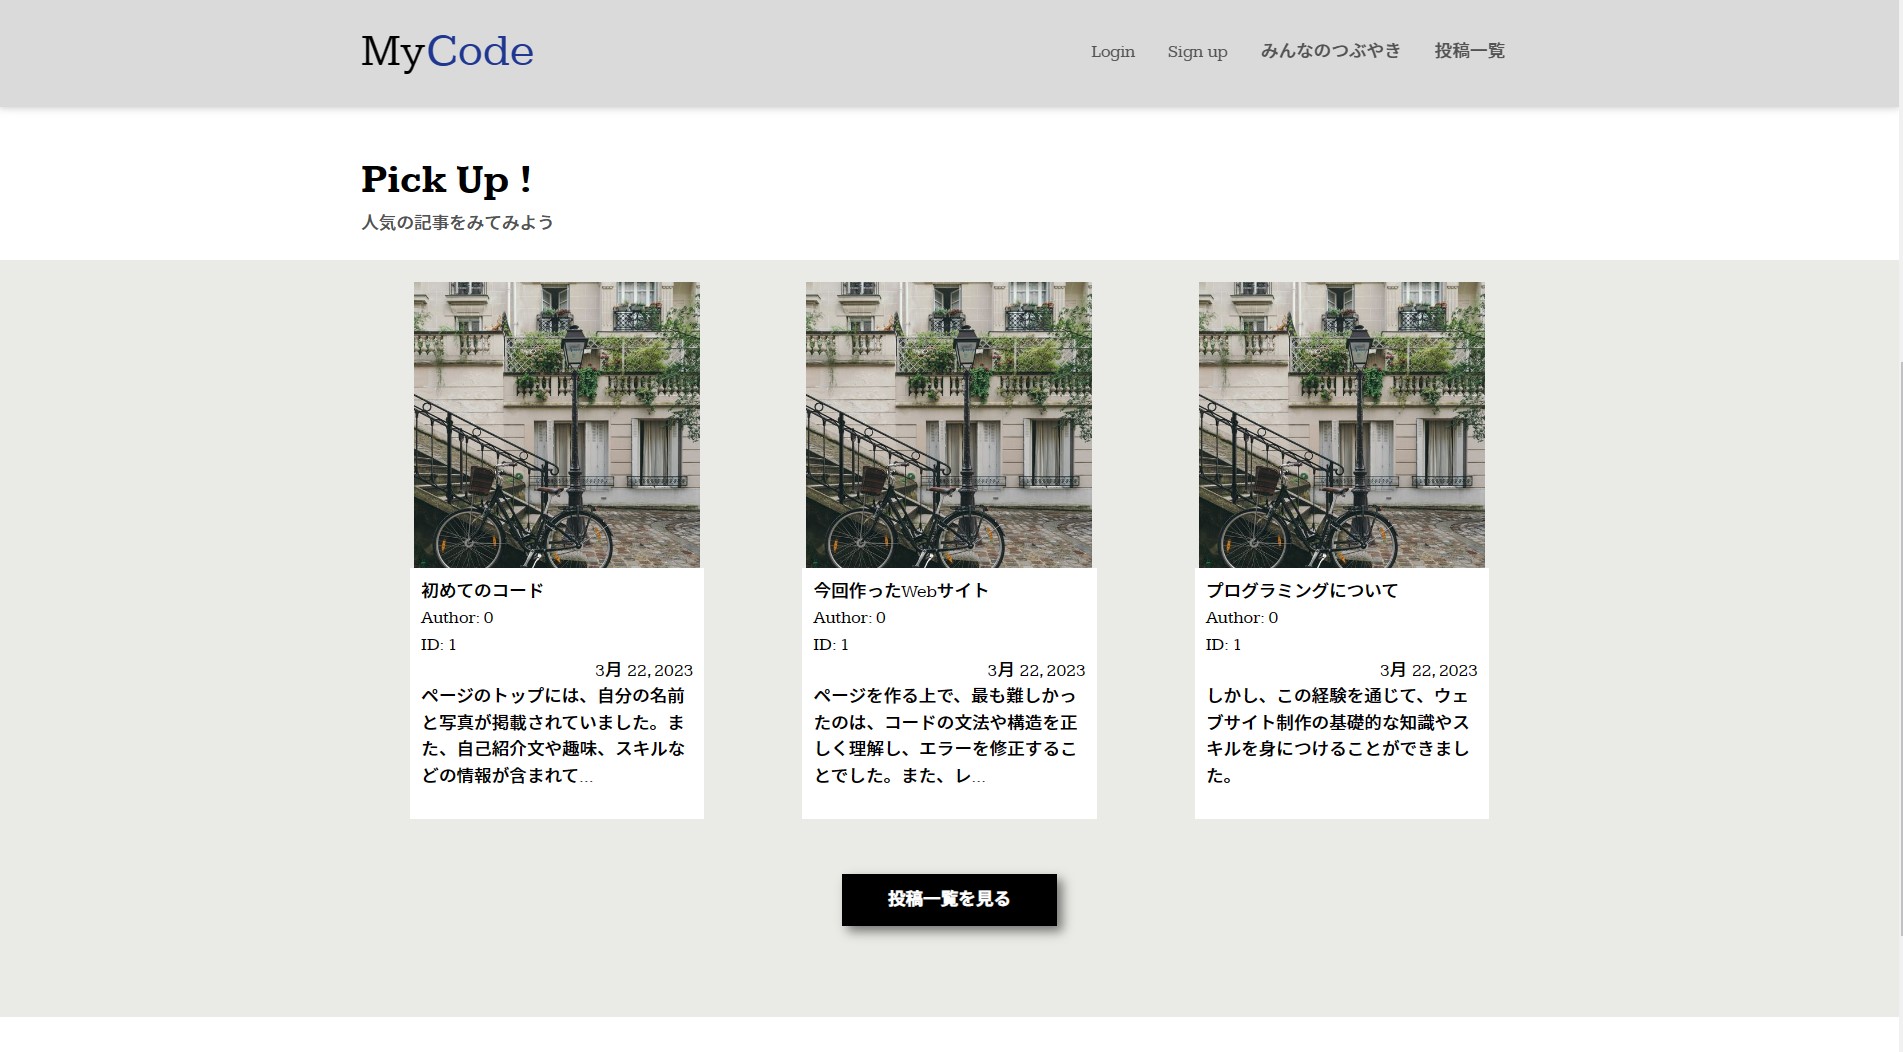 MyCode
Login Sign up みんなのつぶやき 投稿一覧
Pick Up !
人気の記事をみてみよう
初めてのコード
Author: 0
ID: 1
3月 22, 2023
ページのトップには、自分の名前
と写真が掲載されていました。ま
た、自己紹介文や趣味、スキルな
どの情報が含まれて...
今回作ったWebサイト
Author: 0
ID: 1
3月 22, 2023
ページを作る上で、最も難しかっ
たのは、コードの文法や構造を正
しく理解し、エラーを修正するこ
とでした。また、レ...
プログラミングについて
Author: 0
ID: 1
3月 22, 2023
しかし、この経験を通じて、ウェ
ブサイト制作の基礎的な知識やス
キルを身につけることができまし
た。
投稿一覧を見る